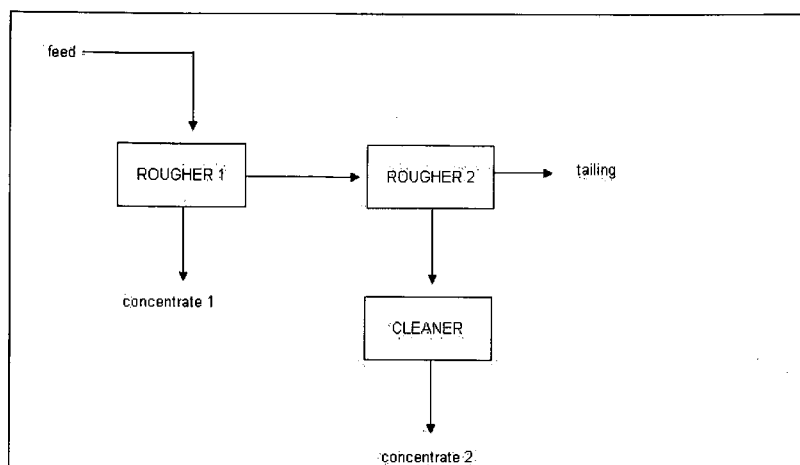 feed
ROUGHER 1
ROUGHER 2
tailing
concentrate 1
CLEANER
concentrate 2